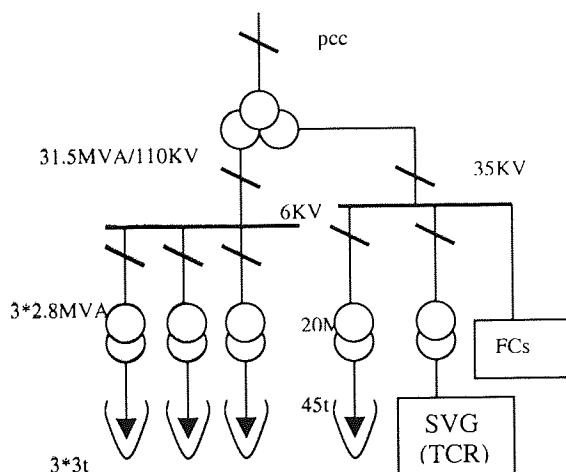 pcc
31.5MVA/110KV
35KV
6KV
3*2.8MVA
20M
FCs
45t
SVG
(TCR)
3*3t